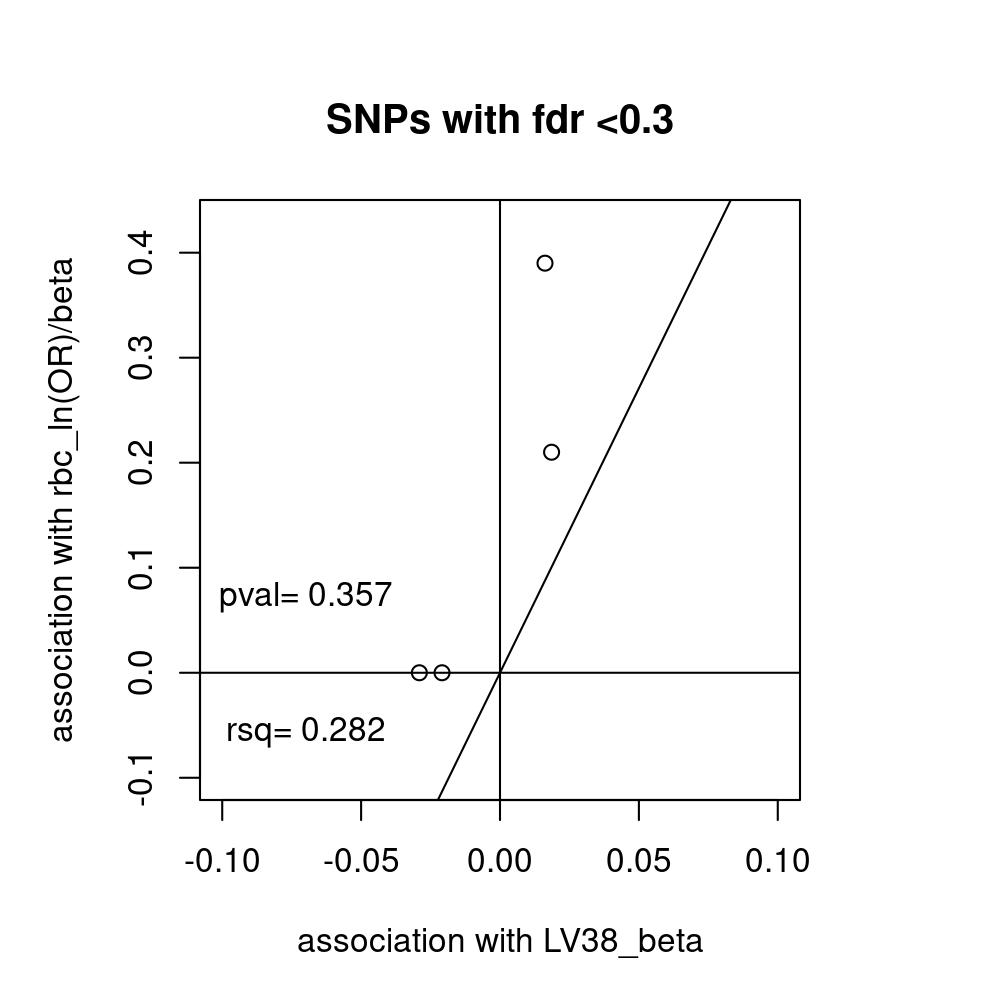 SNPs with fdr <0.3
association with rbc_ln(OR)/beta
0.4
0.3
0.2
0.1
0.0
-0.1
pval= 0.357
rsq= 0.282
-0.10 -0.05 0.00 0.05 0.10
association with LV38_beta